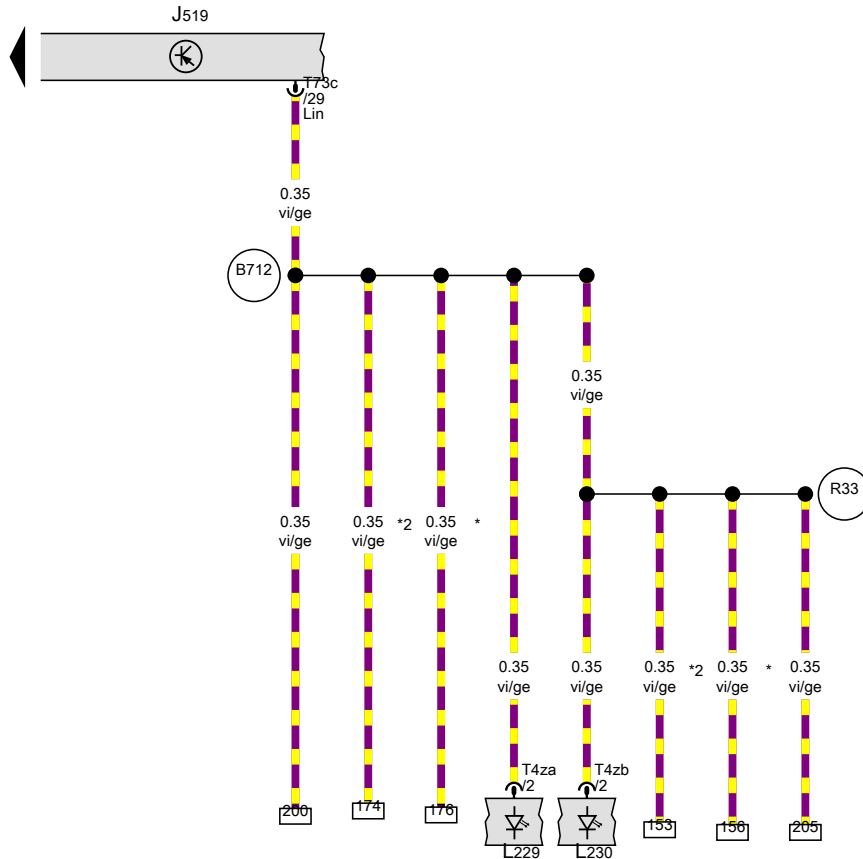 J519
T73c
/29
Lin
0.35
vi/ge
B712
0.35
vi/ge
R33
0.35
vi/ge
0.35
vi/ge
*2
0.35
vi/ge
*
0.35
vi/ge
0.35
vi/ge
0.35
vi/ge
*2
0.35
vi/ge
*
0.35
vi/ge
T4za
/2
T4zb
/2
200
174
176
153
156
205
L229
L230